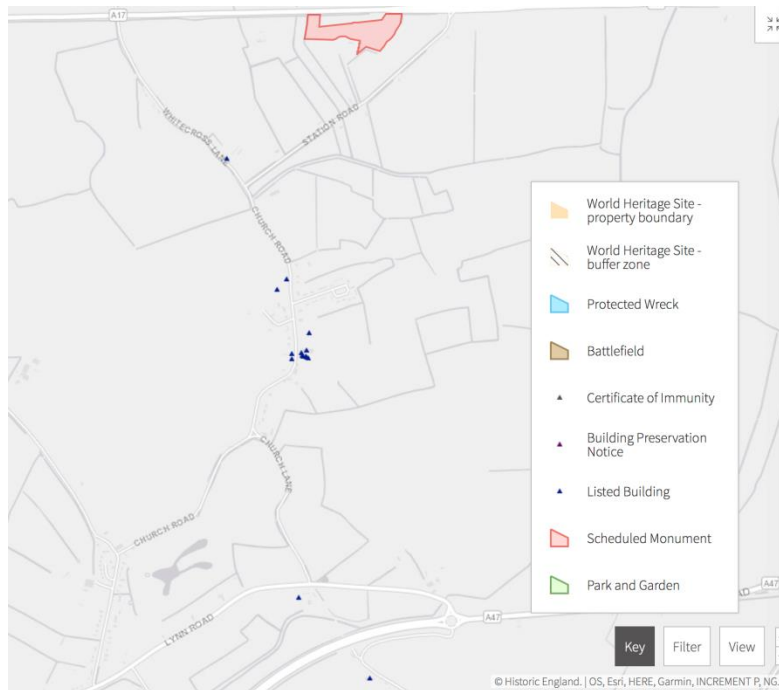 A17
WHITECROSS LANE
STATION ROAD
CHURCH ROAD
World Heritage Site -
property boundary
World Heritage Site -
buffer zone
Protected Wreck
Battlefield
Certificate of Immunity
Building Preservation
Notice
Listed Building
Scheduled Monument
Park and Garden
CHURCH LANE
CHURCH ROAD
LYNN ROAD
A47
A47
Key
Filter
View
© Historic England. | OS, Esri, HERE, Garmin, INCREMENT P, NG